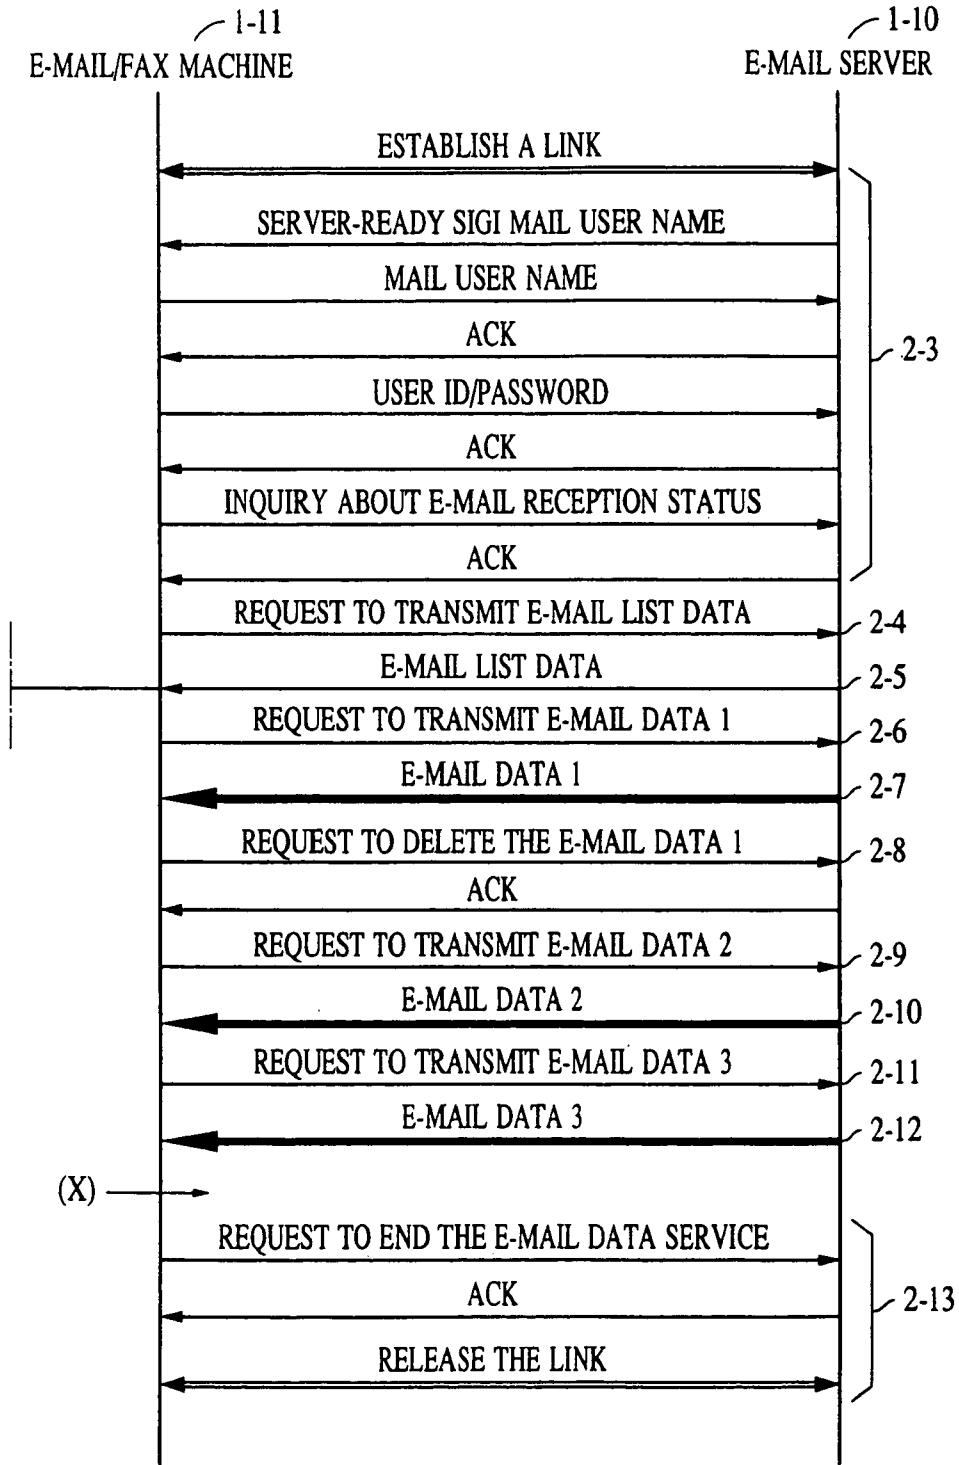 1-11
1-10
E-MAIL/FAX MACHINE
E-MAIL SERVER
ESTABLISH A LINK
SERVER-READY SIGI MAIL USER NAME
MAIL USER NAME
ACK
2-3
USER ID/PASSWORD
ACK
INQUIRY ABOUT E-MAIL RECEPTION STATUS
ACK
REQUEST TO TRANSMIT E-MAIL LIST DATA
2-4
E-MAIL LIST DATA
2-5
REQUEST TO TRANSMIT E-MAIL DATA 1
2-6
E-MAIL DATA 1
2-7
REQUEST TO DELETE THE E-MAIL DATA 1
2-8
ACK
REQUEST TO TRANSMIT E-MAIL DATA 2
2-9
E-MAIL DATA 2
2-10
REQUEST TO TRANSMIT E-MAIL DATA 3
2-11
E-MAIL DATA 3
2-12
(X)
REQUEST TO END THE E-MAIL DATA SERVICE
ACK
2-13
RELEASE THE LINK